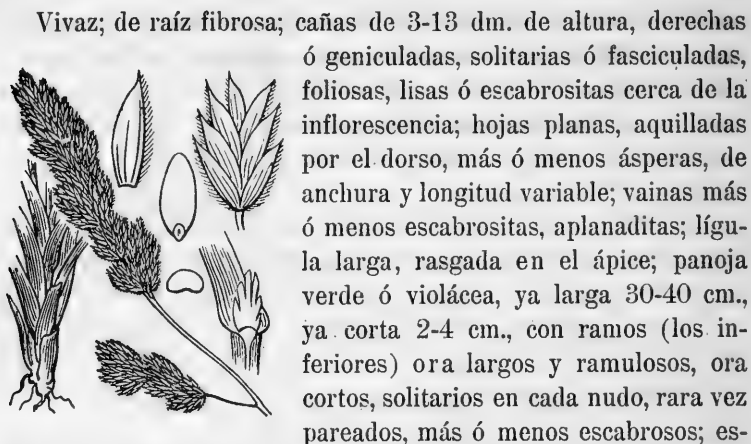 Vivaz; de raíz fibrosa; cañas de 3-13 dm. de altura, derechas
ó geniculadas, solitarias ó fasciculadas,
foliosas, lisas ó escabrositas cerca de la
inflorescencia; hojas planas, aquilladas
por el dorso, más ó menos ásperas, de
anchura y longitud variable; vainas más
ó menos escabrositas, aplanaditas; lígu-
la larga, rasgada en el ápice; panoja
verde ó violácea, ya larga 30-40 cm.,
ya corta 2-4 cm., con ramos (los in-
feriores) ora largos y ramulosos, ora
cortos, solitarios en cada nudo, rara vez
pareados, más ó menos escabrosos; es-